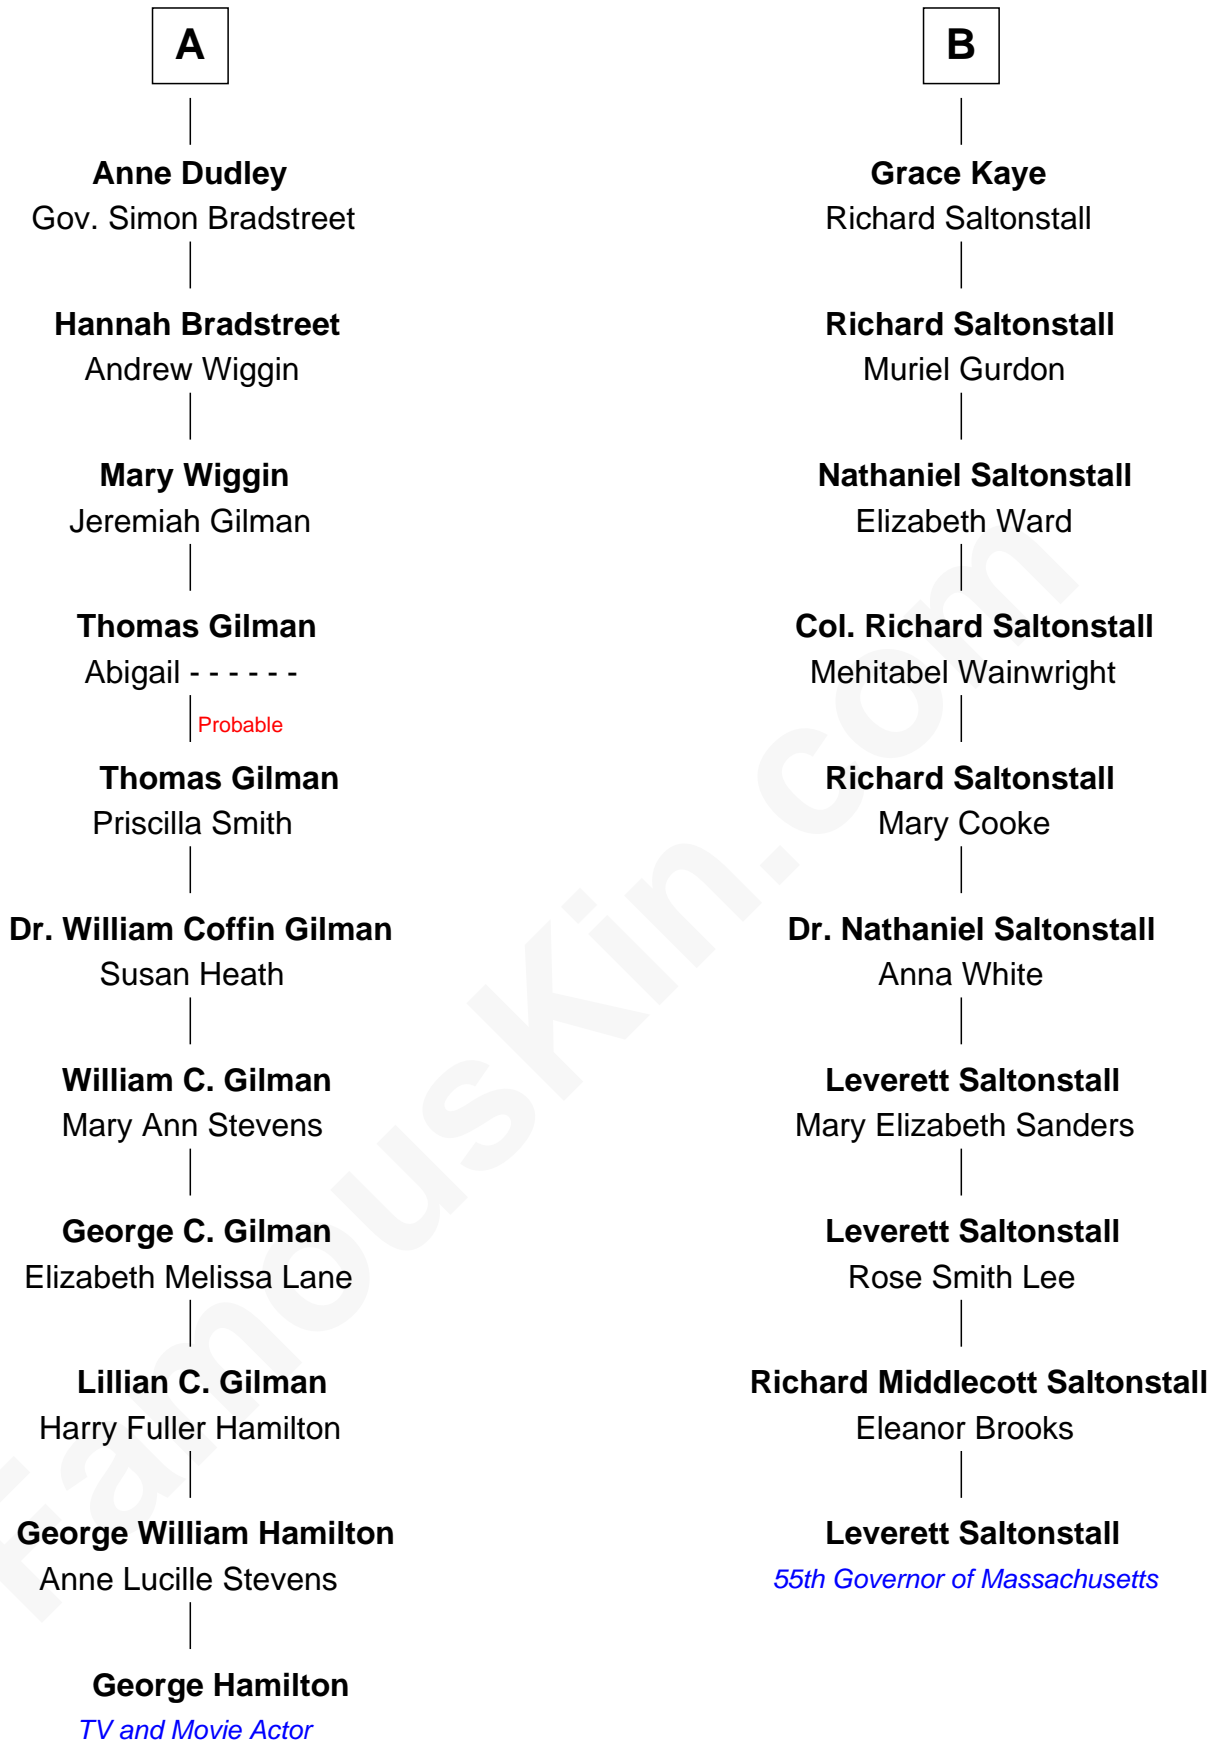 A
Anne Dudley
Gov. Simon Bradstreet
Hannah Bradstreet
Andrew Wiggin
Mary Wiggin
Jeremiah Gilman
Thomas Gilman
Abigail - - - - - -
Probable
Thomas Gilman
Priscilla Smith
Dr. William Coffin Gilman
Susan Heath
William C. Gilman
Mary Ann Stevens
George C. Gilman
Elizabeth Melissa Lane
Lillian C. Gilman
Harry Fuller Hamilton
George William Hamilton
Anne Lucille Stevens
George Hamilton
TV and Movie Actor
B
Grace Kaye
Richard Saltonstall
Richard Saltonstall
Muriel Gurdon
Nathaniel Saltonstall
Elizabeth Ward
Col. Richard Saltonstall
Mehitabel Wainwright
Richard Saltonstall
Mary Cooke
Dr. Nathaniel Saltonstall
Anna White
Leverett Saltonstall
Mary Elizabeth Sanders
Leverett Saltonstall
Rose Smith Lee
Richard Middlecott Saltonstall
Eleanor Brooks
Leverett Saltonstall
55th Governor of Massachusetts
FamousKin.com